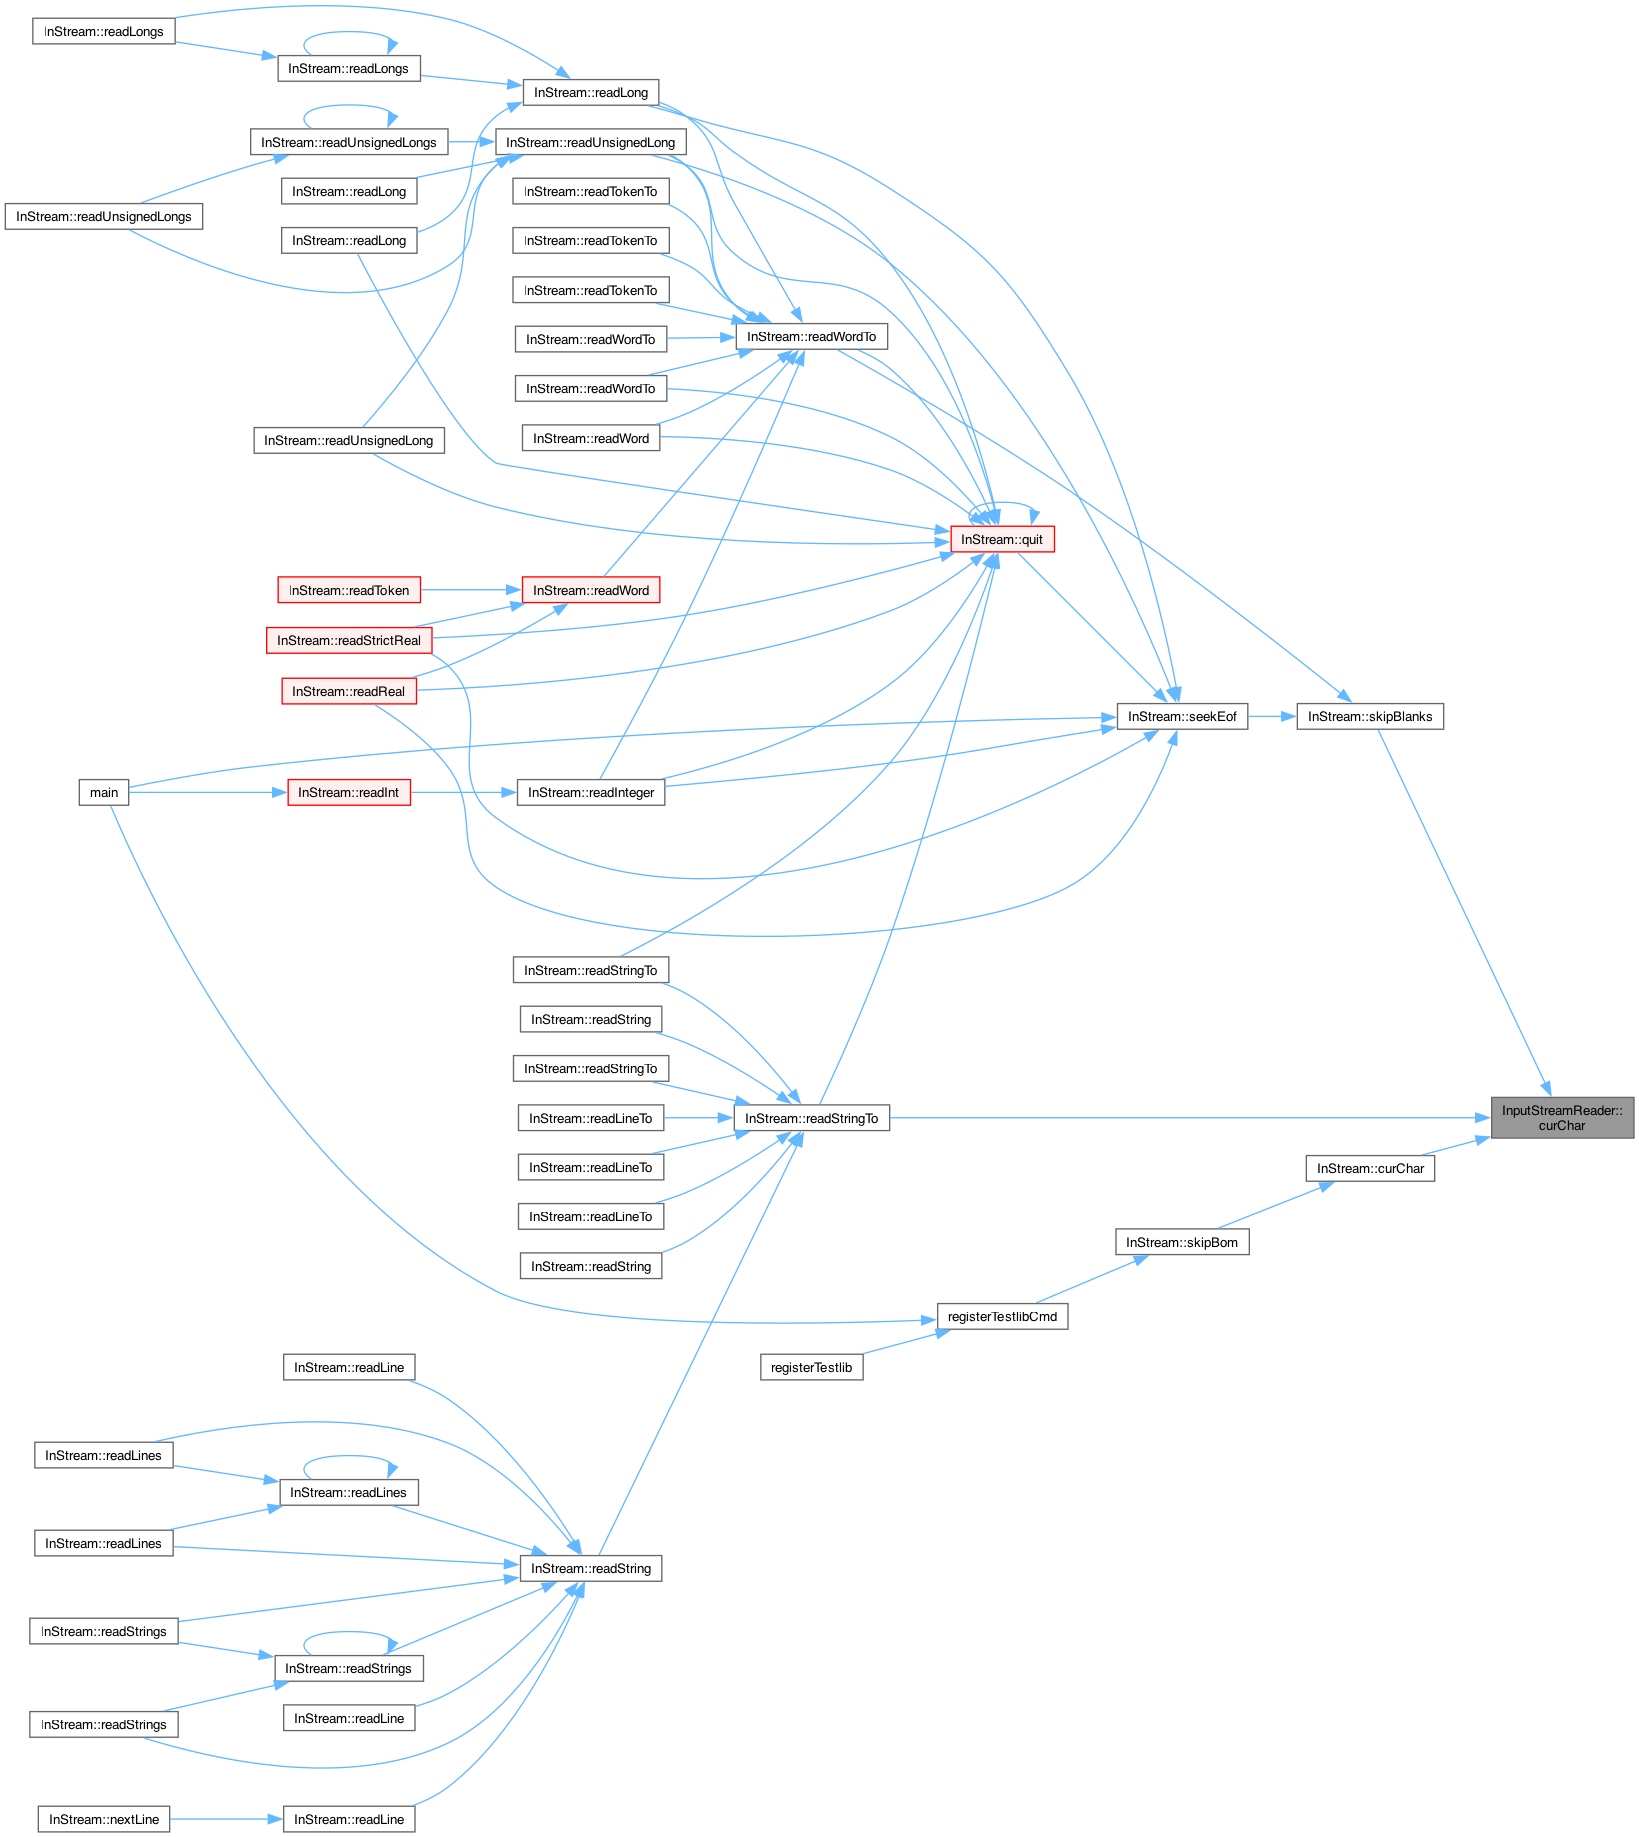 InStream::readLongs
InStream::readLongs
InStream::readLong
InStream::readUnsignedLongs
InStream::readUnsignedLong
InStream::readLong
InStream::readTokenTo
InStream::readUnsignedLongs
InStream::readLong
InStream::readTokenTo
InStream::readTokenTo
InStream::readWordTo
InStream::readWordTo
InStream::readWordTo
InStream::readUnsignedLong
InStream::readWord
InStream::quit
InStream::readToken
InStream::readWord
InStream::readStrictReal
InStream::readReal
InStream::seekEof
InStream::skipBlanks
main
InStream::readInt
InStream::readInteger
InStream::readStringTo
InStream::readString
InStream::readStringTo
InStream::readLineTo
InStream::readStringTo
InputStreamReader::
curChar
InStream::readLineTo
InStream::curChar
InStream::readLineTo
InStream::skipBom
InStream::readString
registerTestlibCmd
InStream::readLine
registerTestlib
InStream::readLines
InStream::readLines
InStream::readLines
InStream::readString
InStream::readStrings
InStream::readStrings
InStream::readLine
InStream::readStrings
InStream::nextLine
InStream::readLine